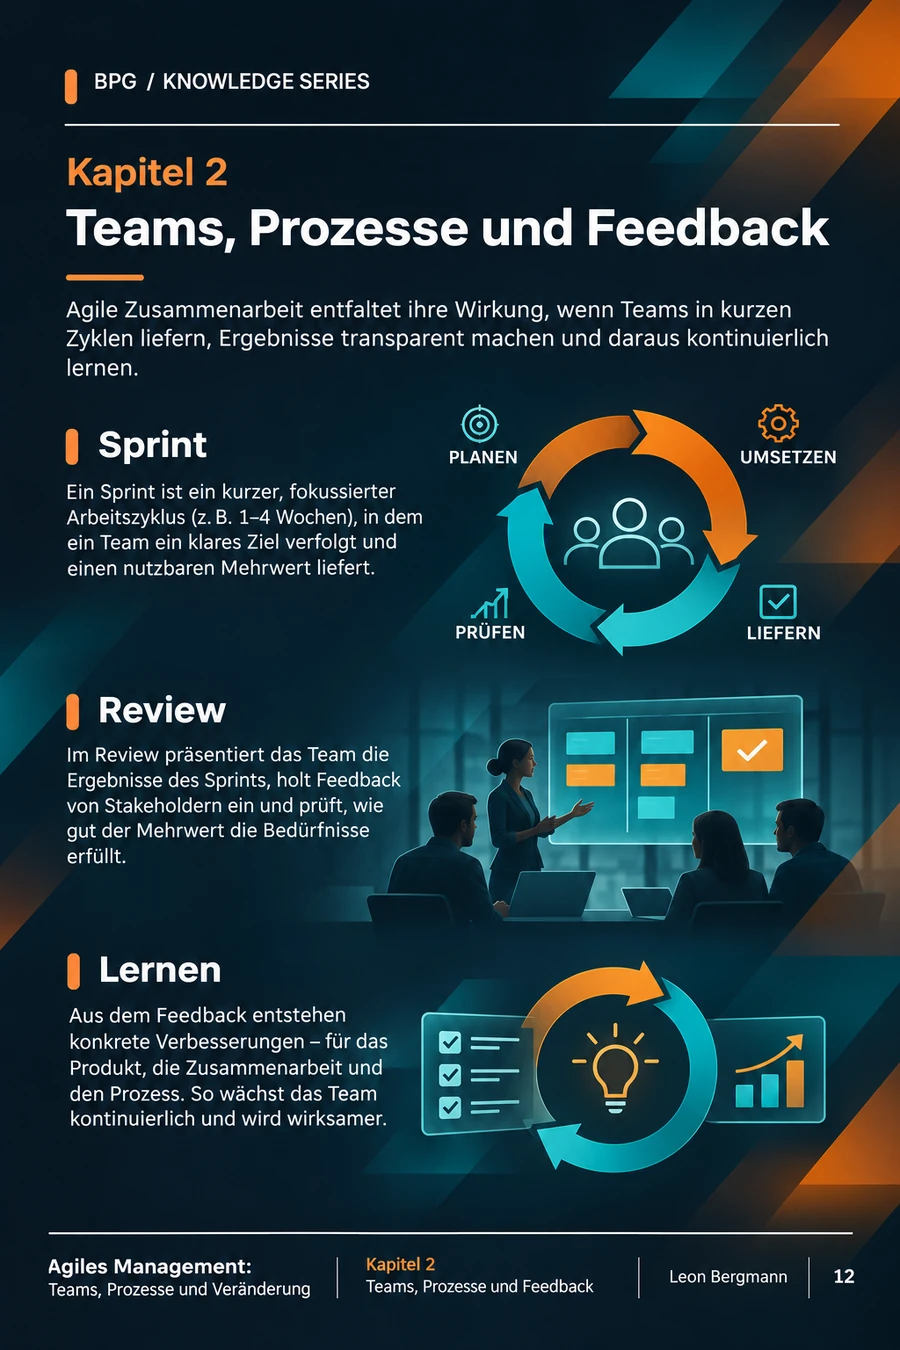 BPG / KNOWLEDGE SERIES
Kapitel 2
Teams, Prozesse und Feedback
Agile Zusammenarbeit entfaltet ihre Wirkung, wenn Teams in kurzen
Zyklen liefern, Ergebnisse transparent machen und daraus kontinuierlich
lernen.
Sprint
Ein Sprint ist ein kurzer, fokussierter
Arbeitszyklus (z. B. 1–4 Wochen), in dem
ein Team ein klares Ziel verfolgt und
einen nutzbaren Mehrwert liefert.
PLANEN
UMSETZEN
PRÜFEN
LIEFERN
Review
Im Review präsentiert das Team die
Ergebnisse des Sprints, holt Feedback
von Stakeholdern ein und prüft, wie
gut der Mehrwert die Bedürfnisse
erfüllt.
Lernen
Aus dem Feedback entstehen
konkrete Verbesserungen – für das
Produkt, die Zusammenarbeit und
den Prozess. So wächst das Team
kontinuierlich und wird wirksamer.
Agiles Management:
Teams, Prozesse und Veränderung
Kapitel 2
Teams, Prozesse und Feedback
Leon Bergmann
12